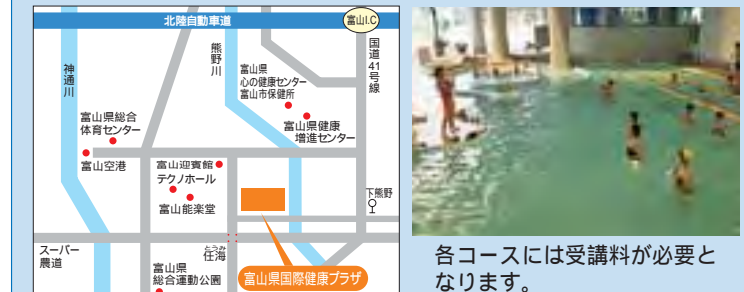 北陸自動車道
富山I.C
国道41号線
熊野川
神通川
富山県
心の健康センター
富山市保健所
富山県総合
体育センター
富山県健康
増進センター
富山空港
富山迎賓館
テクノホール
富山能楽堂
下熊野
スーパー
農道
とうみ
任海
富山県
総合運動公園
富山県国際健康プラザ
各コースには受講料が必要と
なります。